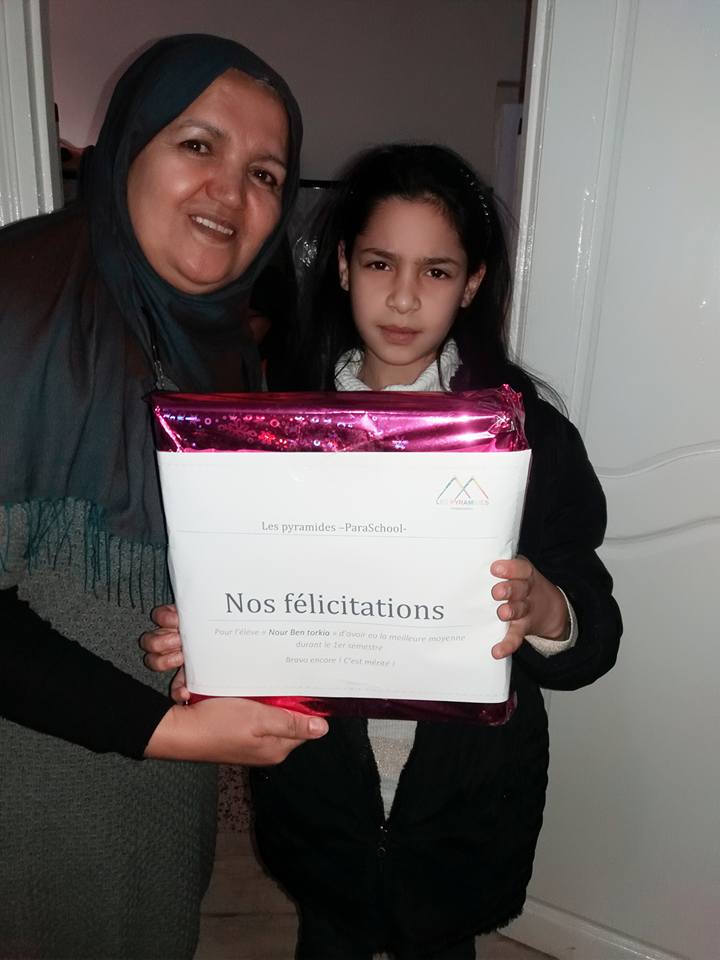 LES PYRAMIDES
Les pyramides –ParaSchool-
Nos félicitations
Pour l'élève « Nour Ben torkia » d'avoir eu la meilleure moyenne
durant le 1er semestre
Bravo encore ! C'est mérité !